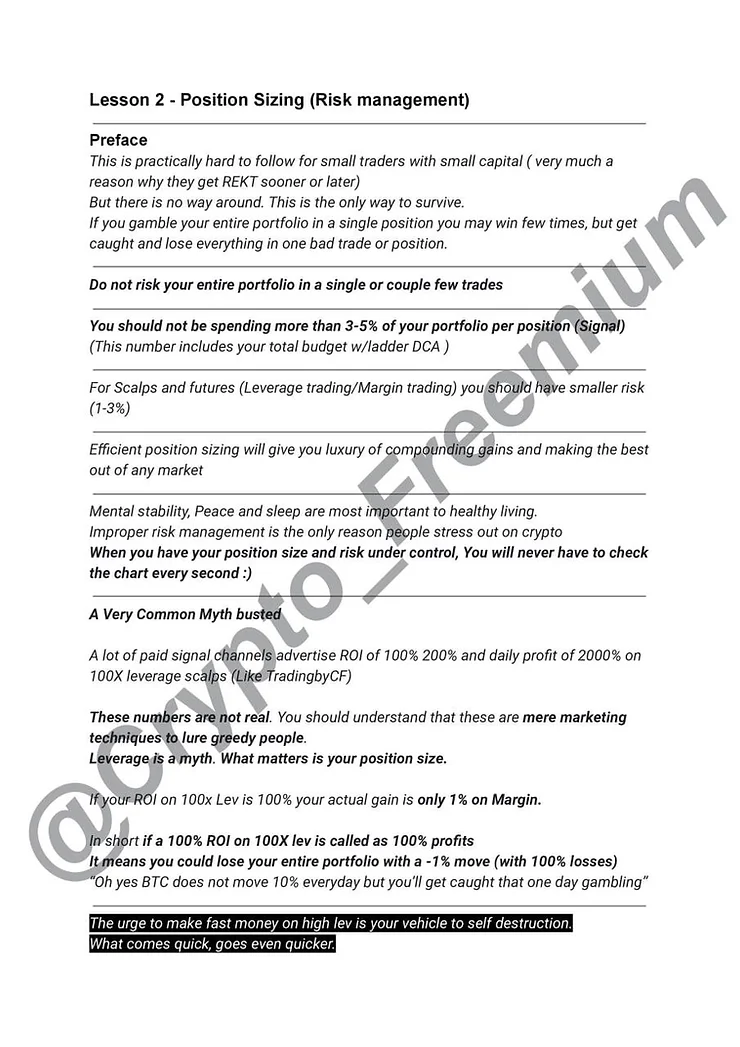 Lesson 2 - Position Sizing (Risk management)
Preface
This is practically hard to follow for small traders with small capital ( very much a
reason why they get REKT sooner or later)
But there is no way around. This is the only way to survive.
If you gamble your entire portfolio in a single position you may win few times, but get
caught and lose everything in one bad trade or position.
Do not risk your entire portfolio in a single or couple few trades
You should not be spending more than 3-5% of your portfolio per position (Signal)
(This number includes your total budget w/ladder DCA )
For Scalps and futures (Leverage trading/Margin trading) you should have smaller risk
(1-3%)
Efficient position sizing will give you luxury of compounding gains and making the best
out of any market
Mental stability, Peace and sleep are most important to healthy living.
Improper risk management is the only reason people stress out on crypto
When you have your position size and risk under control, You will never have to check
the chart every second :)
A Very Common Myth busted
A lot of paid signal channels advertise ROI of 100% 200% and daily profit of 2000% on
100X leverage scalps (Like TradingbyCF)
These numbers are not real. You should understand that these are mere marketing
techniques to lure greedy people.
Leverage is a myth. What matters is your position size.
If your ROI on 100x Lev is 100% your actual gain is only 1% on Margin.
In short if a 100% ROI on 100X lev is called as 100% profits
It means you could lose your entire portfolio with a -1% move (with 100% losses)
“Oh yes BTC does not move 10% everyday but you’ll get caught that one day gambling”
The urge to make fast money on high lev is your vehicle to self destruction.
What comes quick, goes even quicker.
@Crypto_Freemium